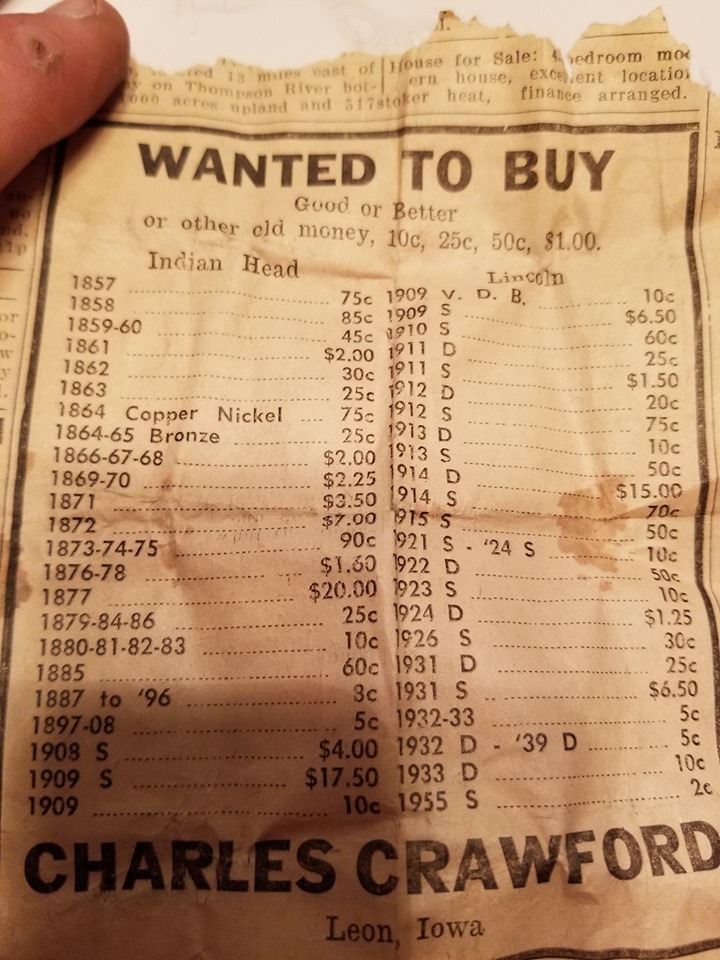 12 miles east of
on Thompson River bot-
acres upland and 517
House for Sale:
ern house, excellent location
stoker heat, finance arranged.
WANTED TO BUY
Good or Better
or other old money, 10c, 25c, 50c, $1.00.
Indian Head
1857 75c
1858 85c
1859-60 45c
1861 $2.00
1862 30c
1863 25c
1864 Copper Nickel 75c
1864-65 Bronze 25c
1866-67-68 $2.00
1869-70 $2.25
1871 $3.50
1872 $7.00
1873-74-75 90c
1876-78 $1.60
1877 $20.00
1879-84-86 25c
1880-81-82-83 10c
1885 60c
1887 to '96 3c
1897-08 5c
1908 S $4.00
1909 S $17.50
1909 10c
Lincoln
1909 V. D. B. 10c
1909 S $6.50
1910 S 60c
1911 D 25c
1911 S $1.50
1912 D 20c
1912 S 75c
1913 D 10c
1913 S 50c
1914 D $15.00
1914 S 70c
1915 S 50c
1921 S - '24 S 10c
1922 D 50c
1923 S 10c
1924 D $1.25
1926 S 30c
1931 D 25c
1931 S $6.50
1932-33 5c
1932 D - '39 D 5c
1933 D 10c
1955 S 2c
CHARLES CRAWFORD
Leon, Iowa